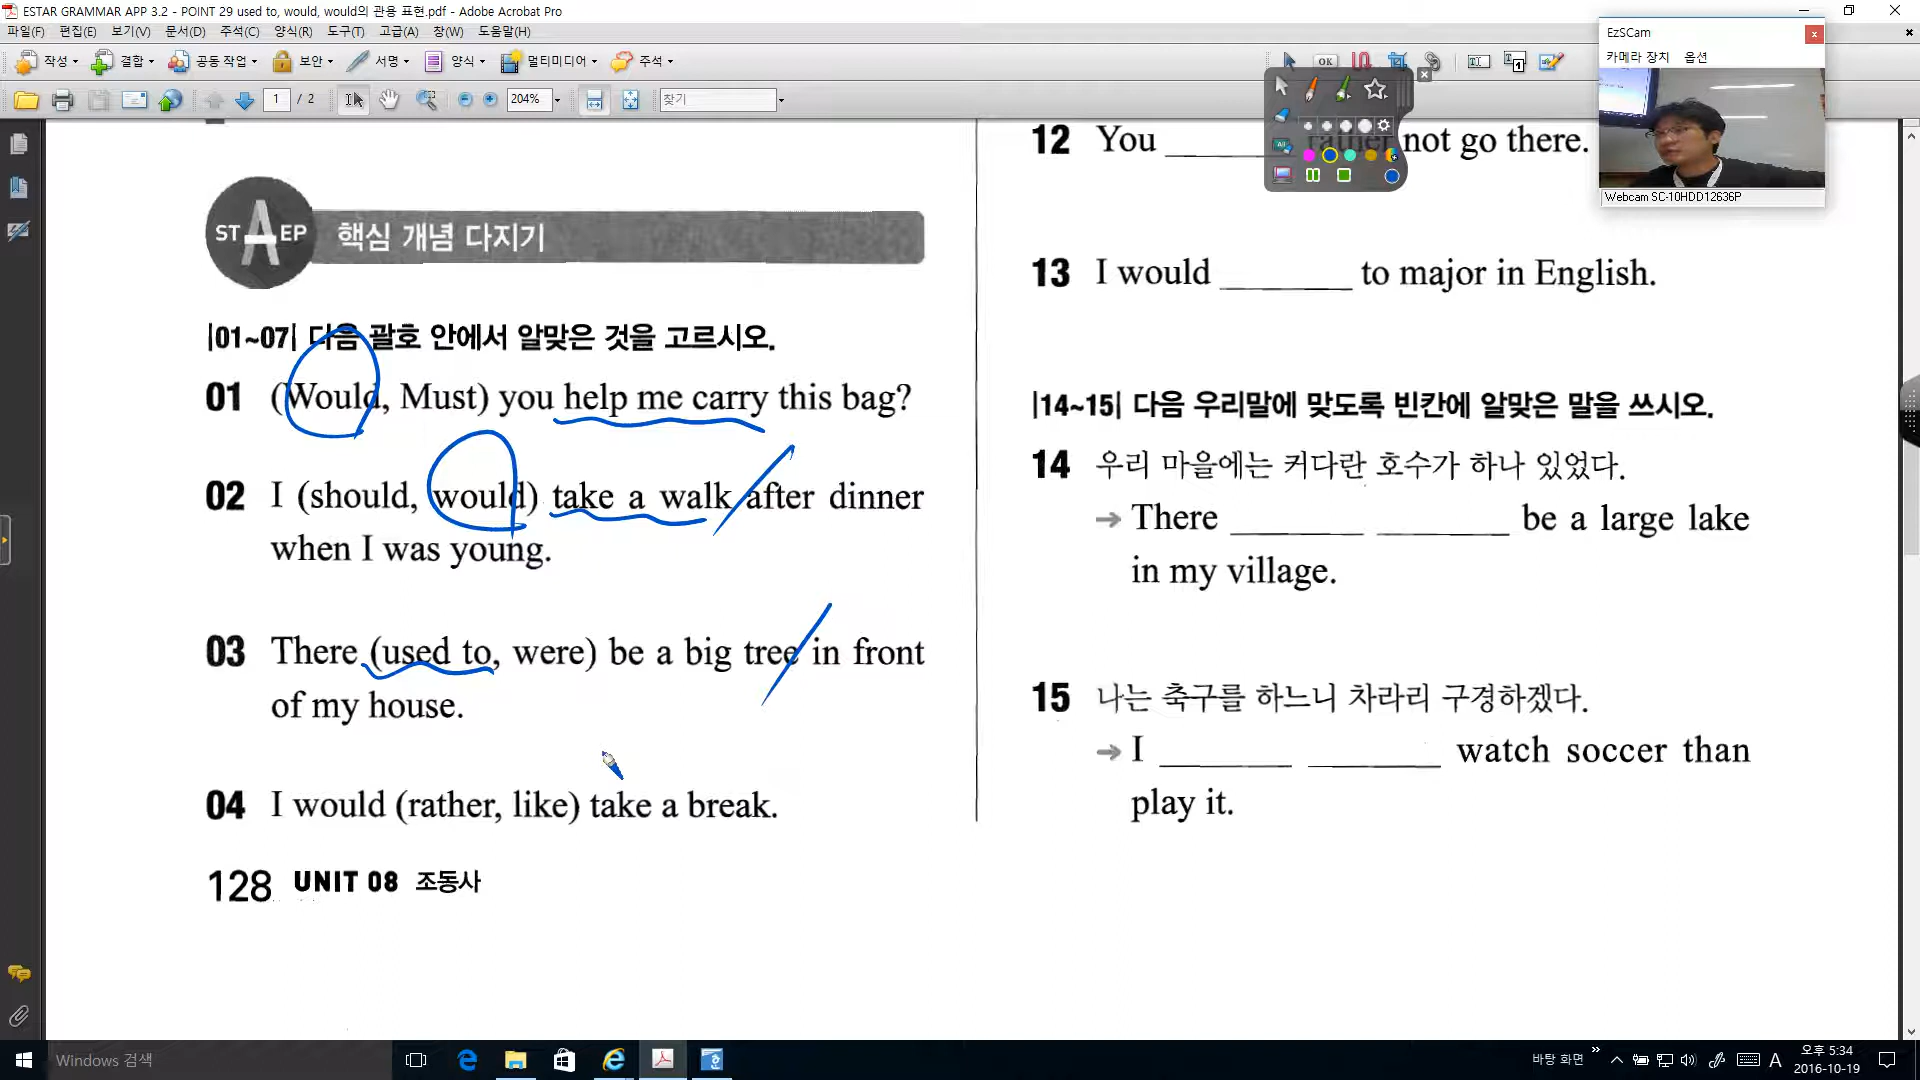 ESTAR GRAMMAR APP 3.2 - POINT 29 used to, would, would의 관용 표현.pdf - Adobe Acrobat Pro
파일(F) 편집(E) 보기(V) 문서(D) 주석(C) 양식(R) 도구(T) 고급(A) 창(W) 도움말(H)
작성 결합 공동 작업 보안 서명 양식 멀티미디어 주석
OK
1 / 2 204% 찾기
EzSCam
카메라 장치 옵션
Webcam SC-10HDD12636P
STAEP 핵심 개념 다지기
|01~07| 다음 괄호 안에서 알맞은 것을 고르시오.
01 (Would, Must) you help me carry this bag?
02 I (should, would) take a walk after dinner
when I was young.
03 There (used to, were) be a big tree in front
of my house.
04 I would (rather, like) take a break.
128 UNIT 08 조동사
12 You ______ rather not go there.
13 I would ______ to major in English.
|14~15| 다음 우리말에 맞도록 빈칸에 알맞은 말을 쓰시오.
14 우리 마을에는 커다란 호수가 하나 있었다.
→ There ______ ______ be a large lake
in my village.
15 나는 축구를 하느니 차라리 구경하겠다.
→ I ______ ______ watch soccer than
play it.
Windows 검색
바탕 화면 A 오후 5:34
2016-10-19